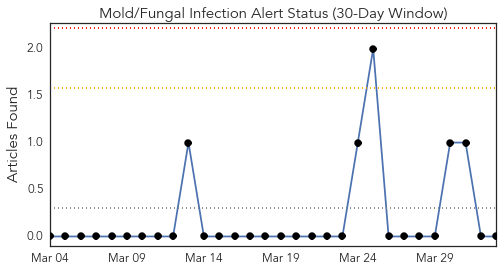 Mold/Fungal Infection Alert Status (30-Day Window)
Articles Found
2.0
1.5
1.0
0.5
0.0
Mar 04 Mar 09 Mar 14 Mar 19 Mar 24 Mar 29